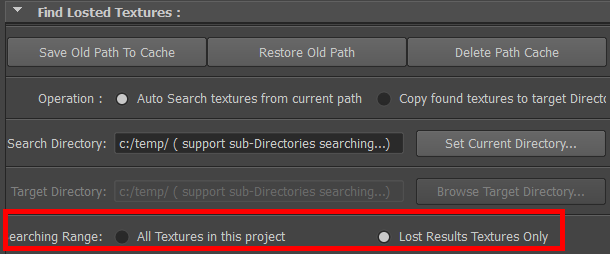 Find Losted Textures :
Save Old Path To Cache Restore Old Path Delete Path Cache
Operation : Auto Search textures from current path Copy found textures to target Directo
Search Directory: c:/temp/ ( support sub-Directories searching...) Set Current Directory...
Target Directory: c:/temp/ ( support sub-Directories searching...) Browse Target Directory...
earching Range: All Textures in this project Lost Results Textures Only